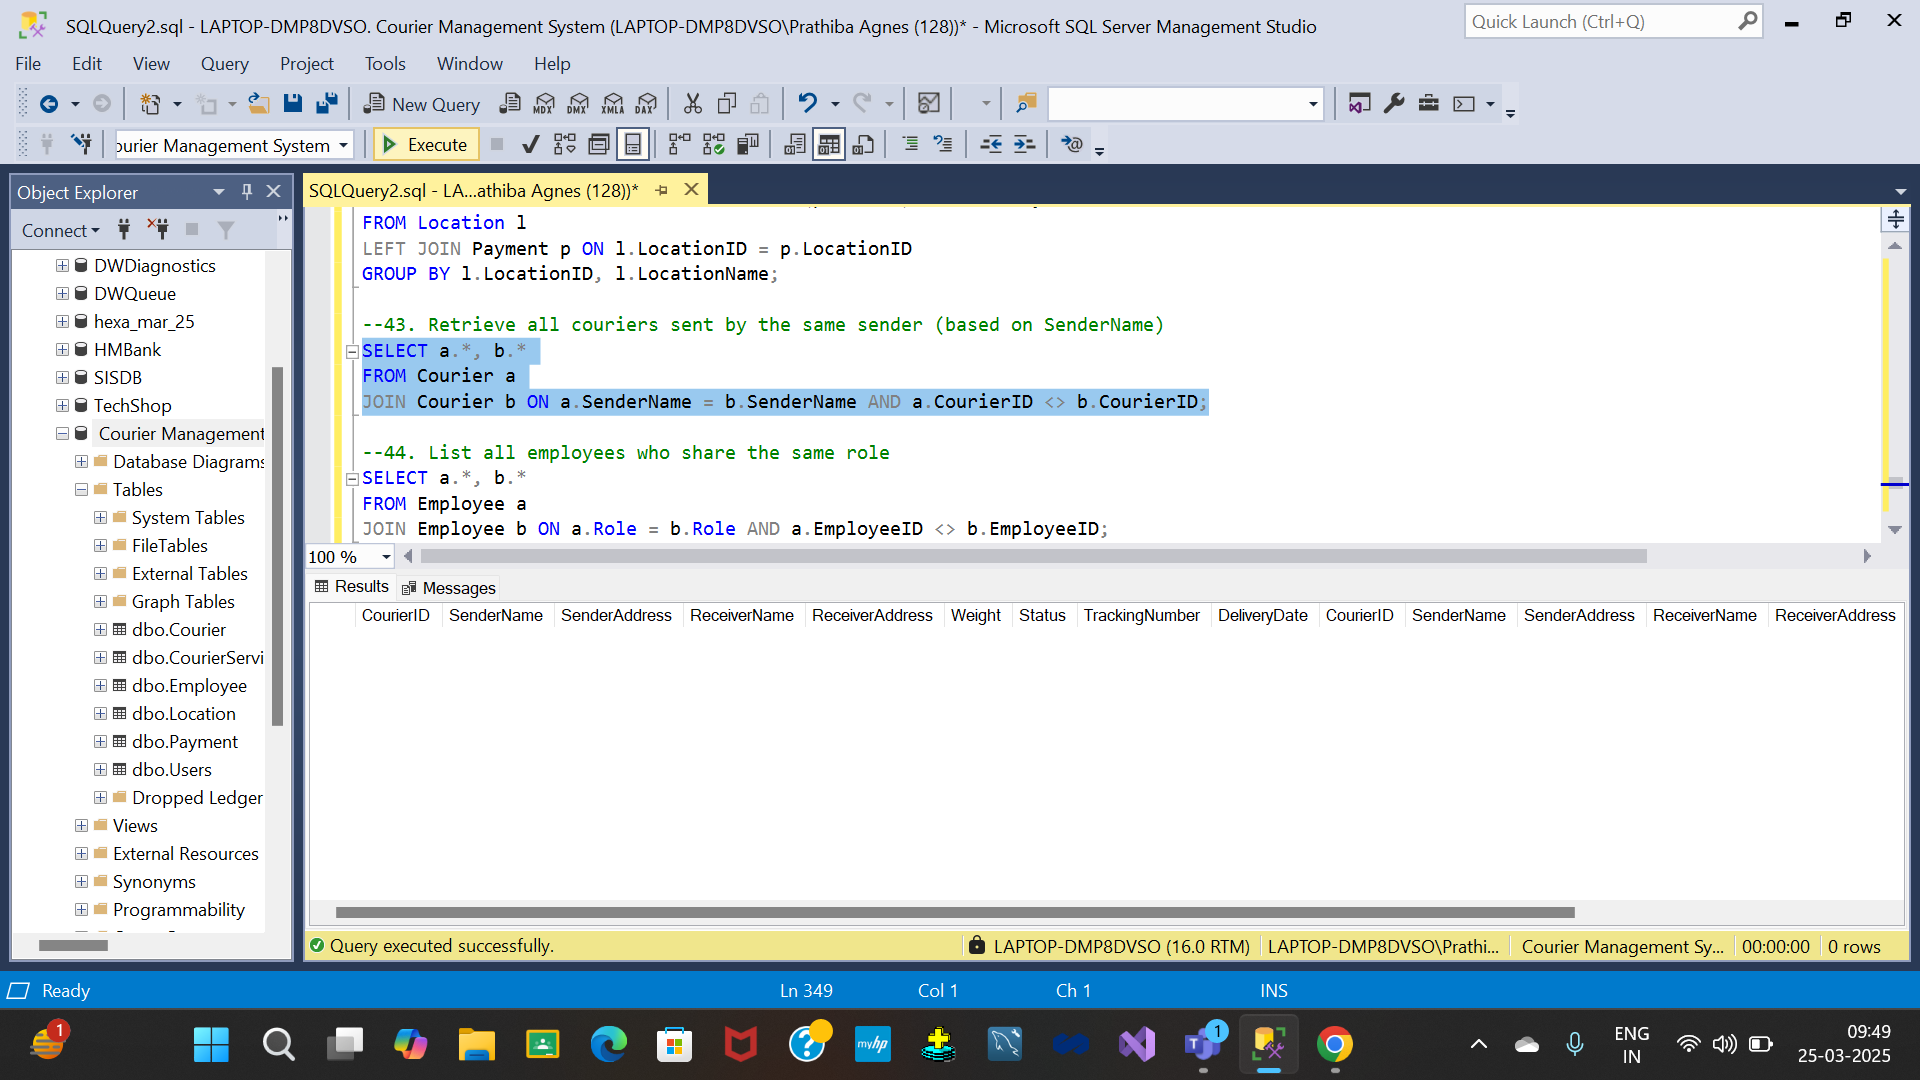 SQLQuery2.sql - LAPTOP-DMP8DVSO. Courier Management System (LAPTOP-DMP8DVSO\Prathiba Agnes (128))* - Microsoft SQL Server Management Studio
Quick Launch (Ctrl+Q)
File Edit View Query Project Tools Window Help
New Query
MDX DMX XMLA DAX
ourier Management System
Execute
Object Explorer
SQLQuery2.sql - LA...athiba Agnes (128))*
Connect
DWDiagnostics
DWQueue
hexa_mar_25
HMBank
SISDB
TechShop
Courier Management
Database Diagrams
Tables
System Tables
FileTables
External Tables
Graph Tables
dbo.Courier
dbo.CourierServi
dbo.Employee
dbo.Location
dbo.Payment
dbo.Users
Dropped Ledger
Views
External Resources
Synonyms
Programmability
FROM Location l
LEFT JOIN Payment p ON l.LocationID = p.LocationID
GROUP BY l.LocationID, l.LocationName;
--43. Retrieve all couriers sent by the same sender (based on SenderName)
SELECT a.*, b.*
FROM Courier a
JOIN Courier b ON a.SenderName = b.SenderName AND a.CourierID <> b.CourierID;
--44. List all employees who share the same role
SELECT a.*, b.*
FROM Employee a
JOIN Employee b ON a.Role = b.Role AND a.EmployeeID <> b.EmployeeID;
100 %
Results Messages
CourierID SenderName SenderAddress ReceiverName ReceiverAddress Weight Status TrackingNumber DeliveryDate CourierID SenderName SenderAddress ReceiverName ReceiverAddress
Query executed successfully.
LAPTOP-DMP8DVSO (16.0 RTM) LAPTOP-DMP8DVSO\Prathi... Courier Management Sy... 00:00:00 0 rows
Ready
Ln 349 Col 1 Ch 1 INS
1
myhp
1
ENG
IN
09:49
25-03-2025